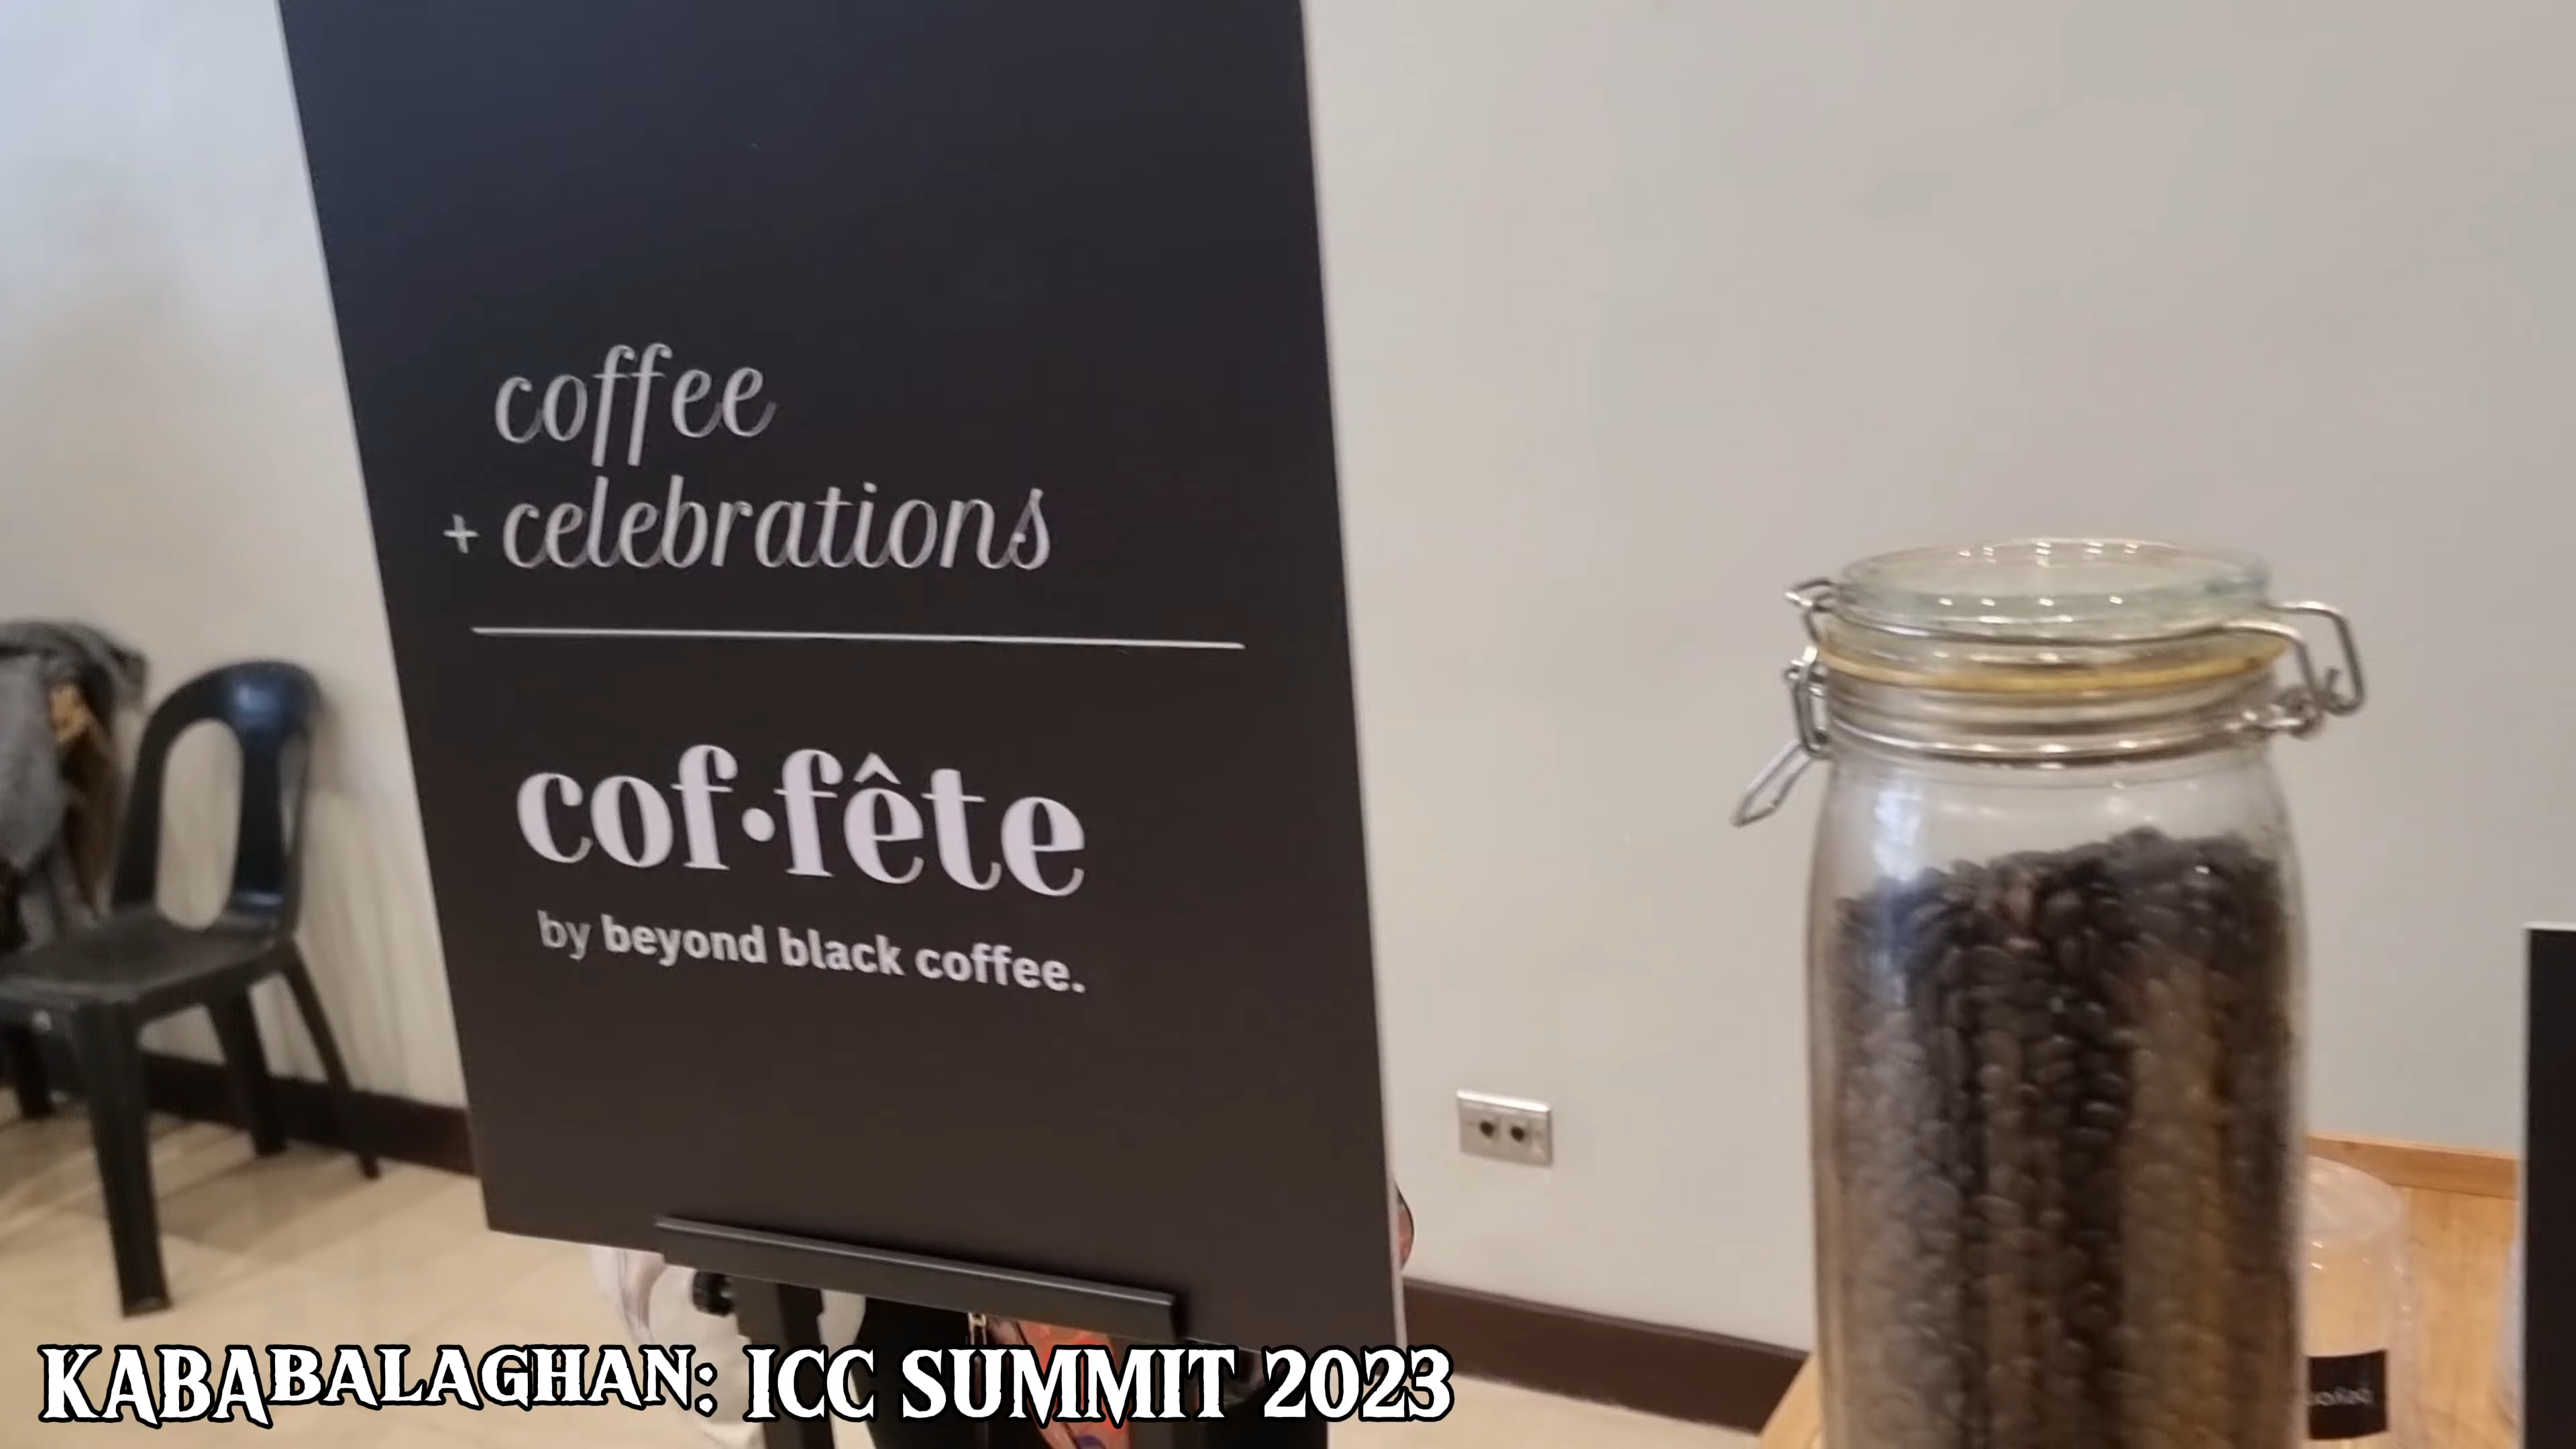 coffee
+ celebrations
cof•fête
by beyond black coffee.
KABABALAGHAN: ICC SUMMIT 2023